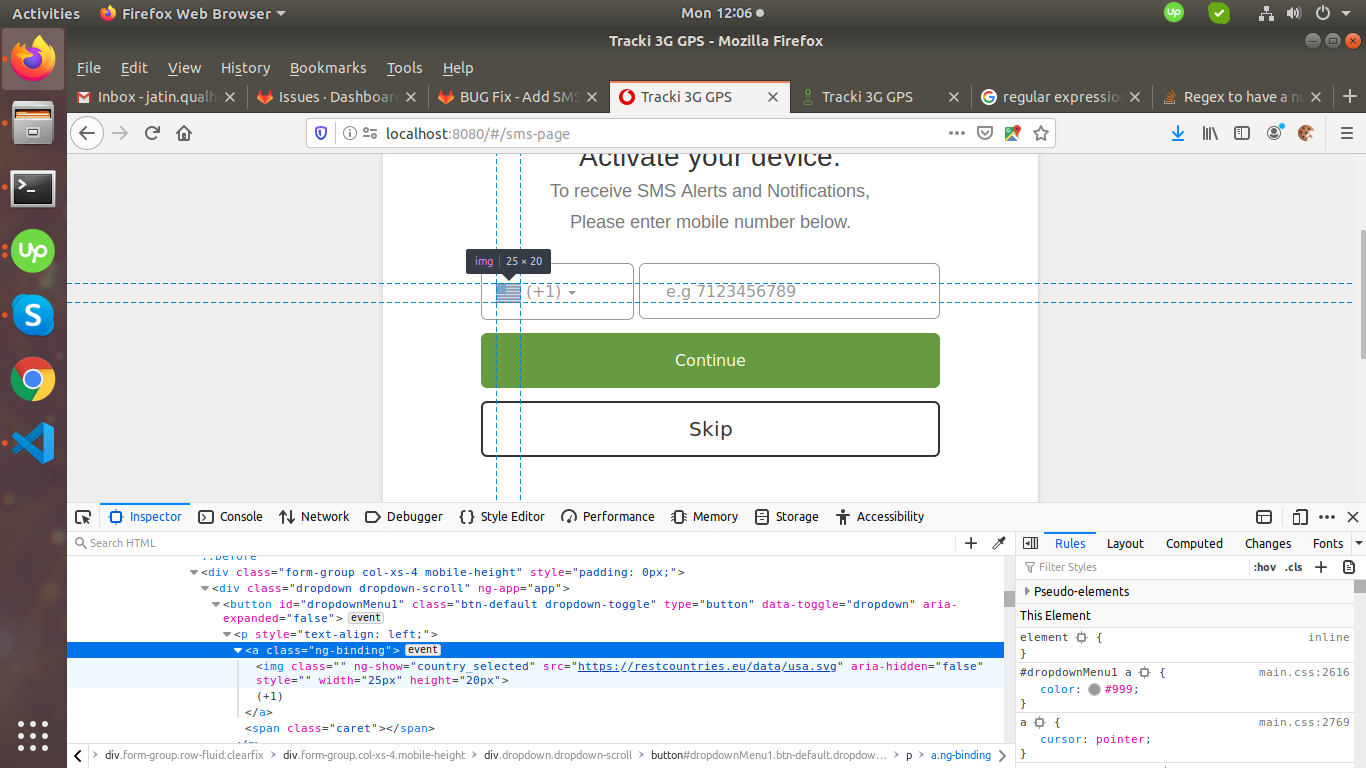 Activities Firefox Web Browser Mon 12:06
Tracki 3G GPS - Mozilla Firefox
File Edit View History Bookmarks Tools Help
Inbox - jatin.qualh Issues · Dashboard BUG Fix - Add SMS Tracki 3G GPS Tracki 3G GPS regular expression Regex to have a nu
localhost:8080/#/sms-page
Activate your device.
To receive SMS Alerts and Notifications,
Please enter mobile number below.
img 25 × 20
(+1) e.g 7123456789
Continue
Skip
Inspector Console Network Debugger Style Editor Performance Memory Storage Accessibility
Search HTML
Rules Layout Computed Changes Fonts
::before
<div class="form-group col-xs-4 mobile-height" style="padding: 0px;">
<div class="dropdown dropdown-scroll" ng-app="app">
<button id="dropdownMenu1" class="btn-default dropdown-toggle" type="button" data-toggle="dropdown" aria-
expanded="false"> event
<p style="text-align: left;">
<a class="ng-binding"> event
<img class="" ng-show="country_selected" src="https://restcountries.eu/data/usa.svg" aria-hidden="false"
style="" width="25px" height="20px">
(+1)
</a>
<span class="caret"></span>
Filter Styles :hov .cls
Pseudo-elements
This Element
element { inline
}
#dropdownMenu1 a { main.css:2616
color: #999;
}
a { main.css:2769
cursor: pointer;
}
div.form-group.row-fluid.clearfix div.form-group.col-xs-4.mobile-height div.dropdown.dropdown-scroll button#dropdownMenu1.btn-default.dropdow… p a.ng-binding